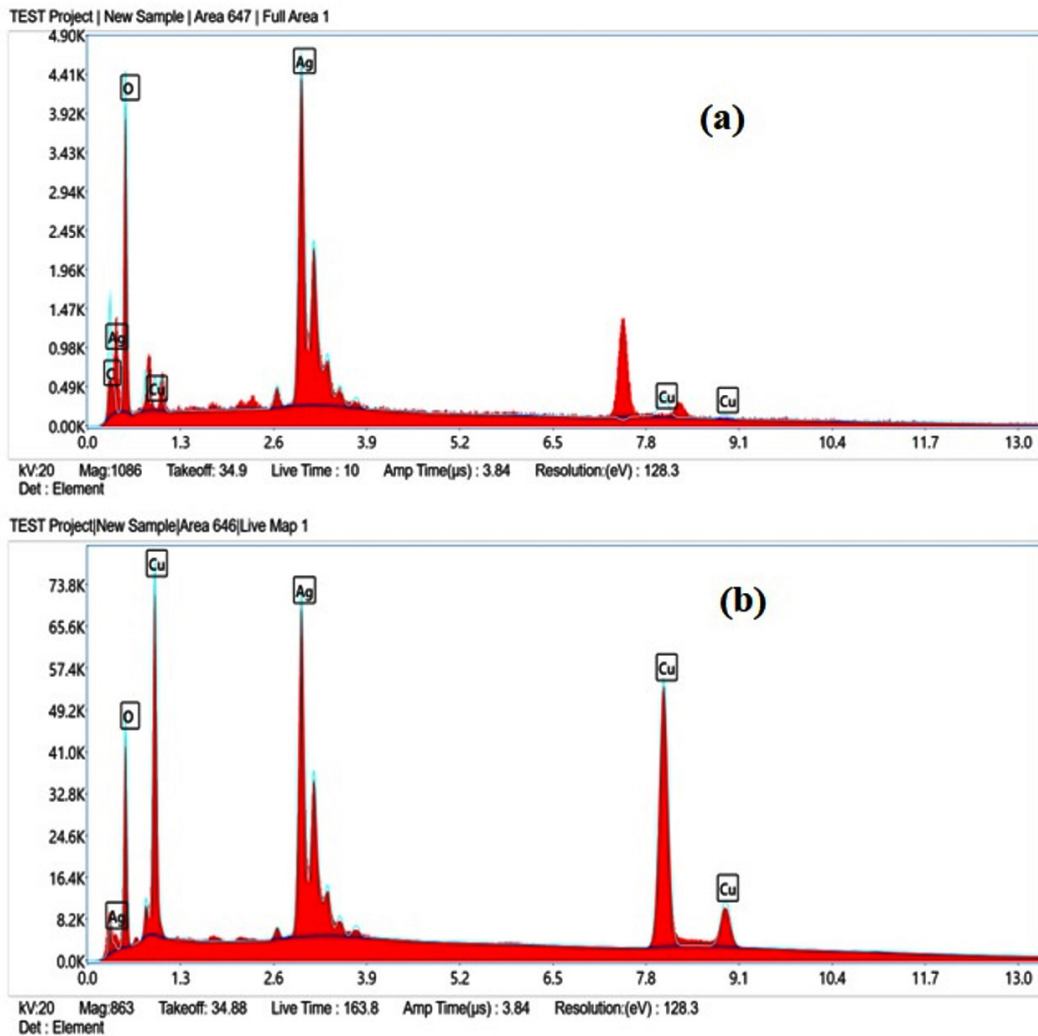 TEST Project | New Sample | Area 647 | Full Area 1
4.90K
4.41K
3.92K
3.43K
2.94K
2.45K
1.96K
1.47K
0.98K
0.49K
0.00K
O
Ag
(a)
Ag
C
Cu
Cu
Cu
0.0 1.3 2.6 3.9 5.2 6.5 7.8 9.1 10.4 11.7 13.0
kV:20 Mag:1086 Takeoff: 34.9 Live Time : 10 Amp Time(µs) : 3.84 Resolution:(eV) : 128.3
Det : Element
TEST Project|New Sample|Area 646|Live Map 1
73.8K
65.6K
57.4K
49.2K
41.0K
32.8K
24.6K
16.4K
8.2K
0.0K
Cu
Ag
(b)
Cu
O
Cu
Ag
0.0 1.3 2.6 3.9 5.2 6.5 7.8 9.1 10.4 11.7 13.0
kV:20 Mag:863 Takeoff: 34.88 Live Time : 163.8 Amp Time(µs) : 3.84 Resolution:(eV) : 128.3
Det : Element